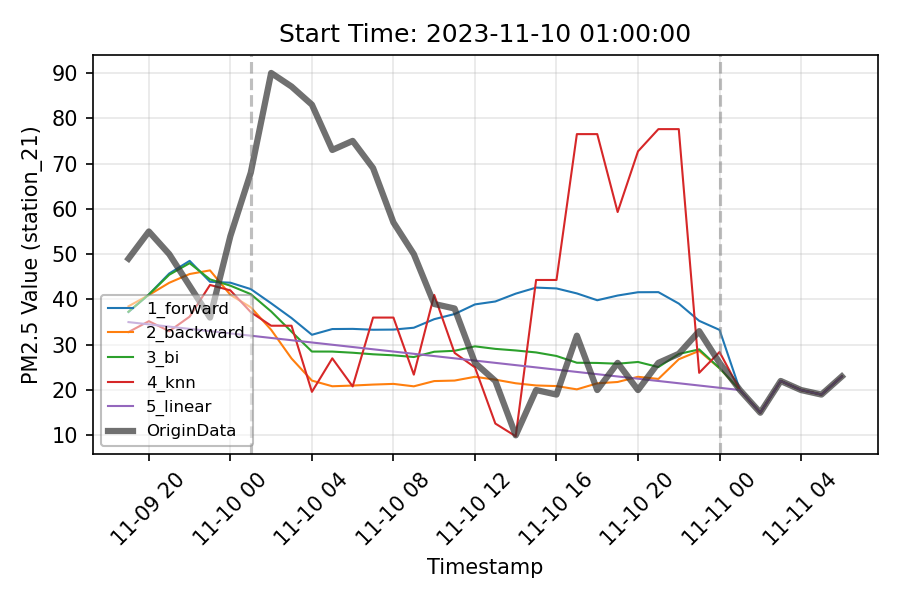 Start Time: 2023-11-10 01:00:00
PM2.5 Value (station_21)
90
80
70
60
50
40
30
20
10
1_forward
2_backward
3_bi
4_knn
5_linear
OriginData
11-09 20
11-10 00
11-10 04
11-10 08
11-10 12
11-10 16
11-10 20
11-11 00
11-11 04
Timestamp